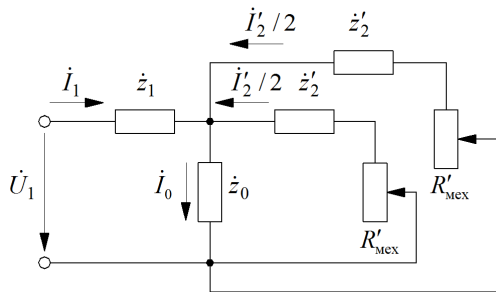 İ′₂/2 ż′₂
İ₁ ż₁ İ′₂/2 ż′₂
U̇₁ İ₀ ż₀ R′мех
R′мех